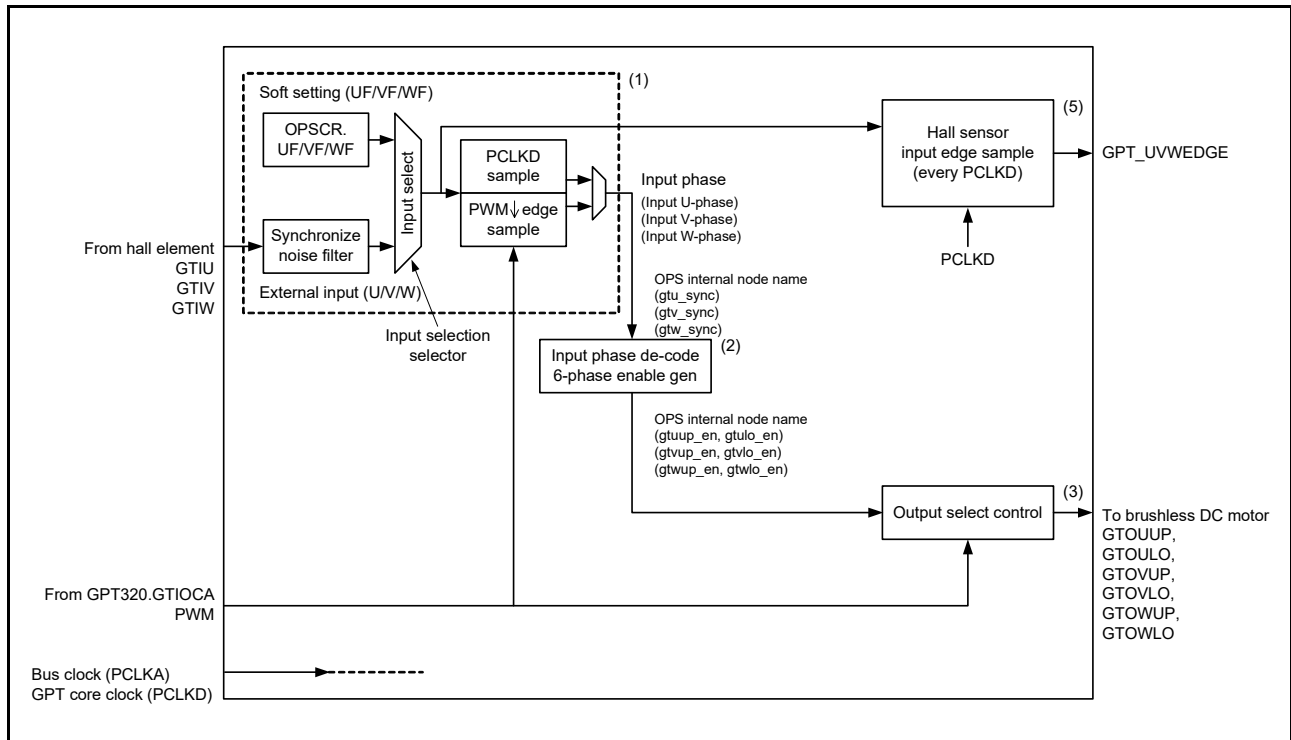 Soft setting (UF/VF/WF)
(1)
OPSCR.
UF/VF/WF
Input select
PCLKD
sample
PWM↓ edge
sample
Synchronize
noise filter
External input (U/V/W)
From hall element
GTIU
GTIV
GTIW
Input selection
selector
Input phase
(Input U-phase)
(Input V-phase)
(Input W-phase)
OPS internal node name
(gtu_sync)
(gtv_sync)
(gtw_sync)
(2)
Input phase de-code
6-phase enable gen
OPS internal node name
(gtuup_en, gtulo_en)
(gtvup_en, gtvlo_en)
(gtwup_en, gtwlo_en)
(5)
Hall sensor
input edge sample
(every PCLKD)
GPT_UVWEDGE
PCLKD
(3)
Output select control
To brushless DC motor
GTOUUP,
GTOULO,
GTOVUP,
GTOVLO,
GTOWUP,
GTOWLO
From GPT320.GTIOCA
PWM
Bus clock (PCLKA)
GPT core clock (PCLKD)